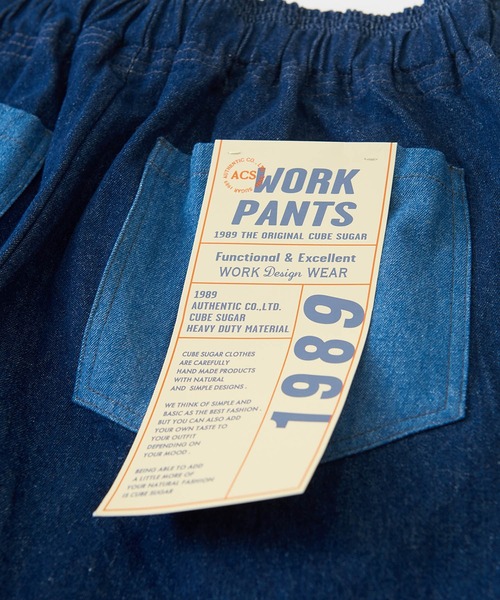 AUTHENTIC CO.,
ACS
WORK
PANTS
1989 THE ORIGINAL CUBE SUGAR
Functional & Excellent
WORK Design WEAR
1989
AUTHENTIC CO.,LTD.
CUBE SUGAR
HEAVY DUTY MATERIAL
1989
CUBE SUGAR CLOTHES
ARE CAREFULLY
HAND MADE PRODUCTS
WITH NATURAL
AND SIMPLE DESIGNS .
WE THINK OF SIMPLE AND
BASIC AS THE BEST FASHION .
BUT YOU CAN ALSO ADD
YOUR OWN TASTE TO
YOUR OUTFIT
DEPENDING ON
YOUR MOOD .
BEING ABLE TO ADD
A LITTLE MORE OF
YOUR NATURAL FASHION
IS CUBE SUGAR